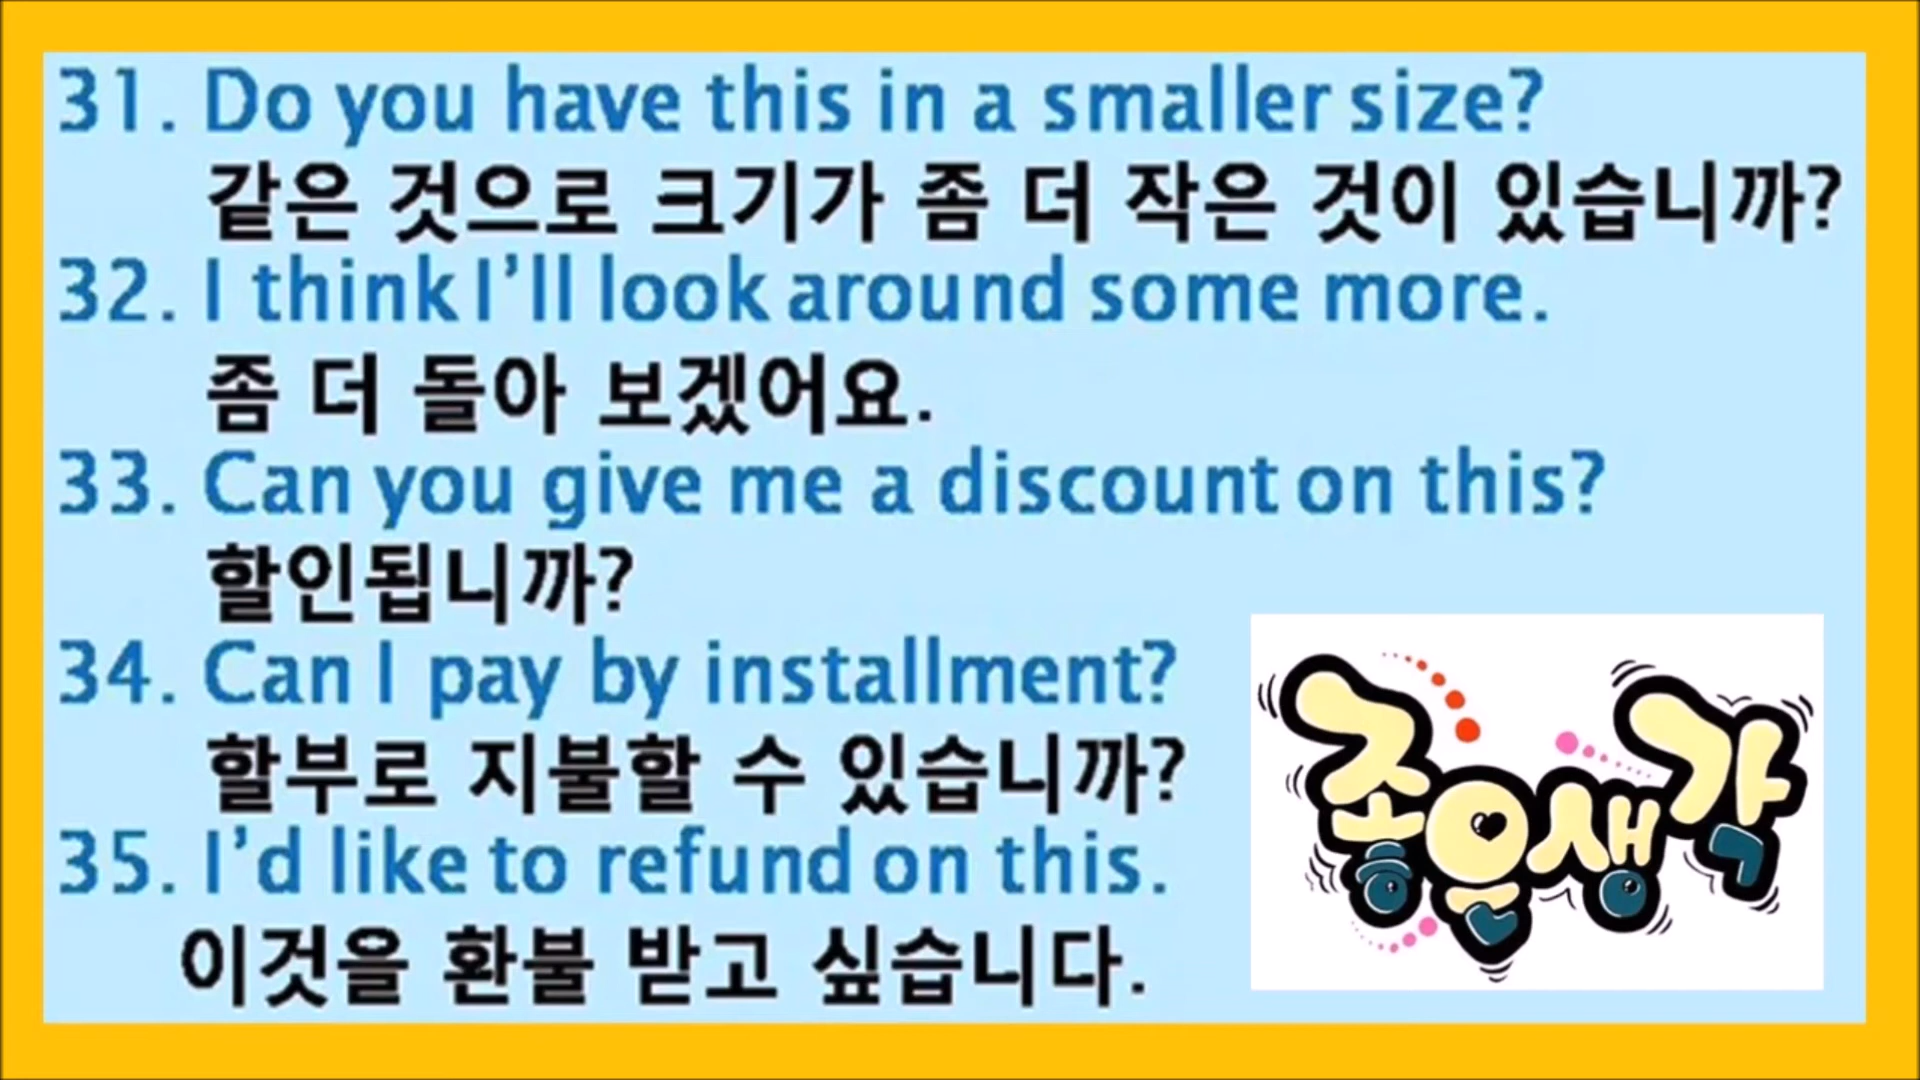 31. Do you have this in a smaller size?
같은 것으로 크기가 좀 더 작은 것이 있습니까?
32. I think I’ll look around some more.
좀 더 돌아 보겠어요.
33. Can you give me a discount on this?
할인됩니까?
34. Can I pay by installment?
할부로 지불할 수 있습니까?
35. I’d like to refund on this.
이것을 환불 받고 싶습니다.
좋은생각